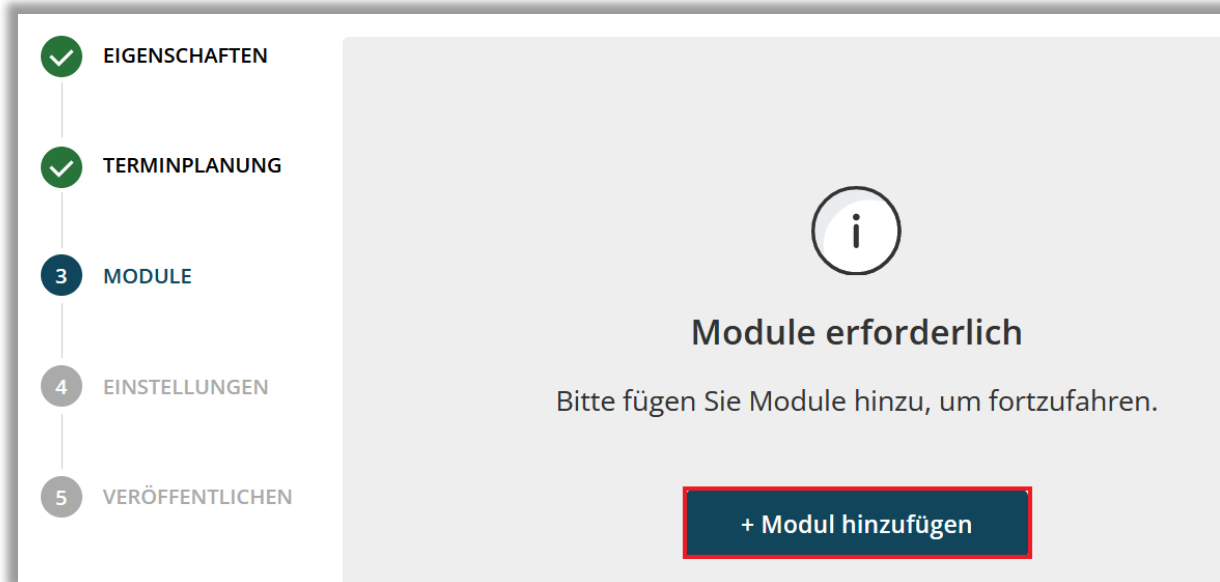 EIGENSCHAFTEN
TERMINPLANUNG
3 MODULE
4 EINSTELLUNGEN
5 VERÖFFENTLICHEN
i
Module erforderlich
Bitte fügen Sie Module hinzu, um fortzufahren.
+ Modul hinzufügen